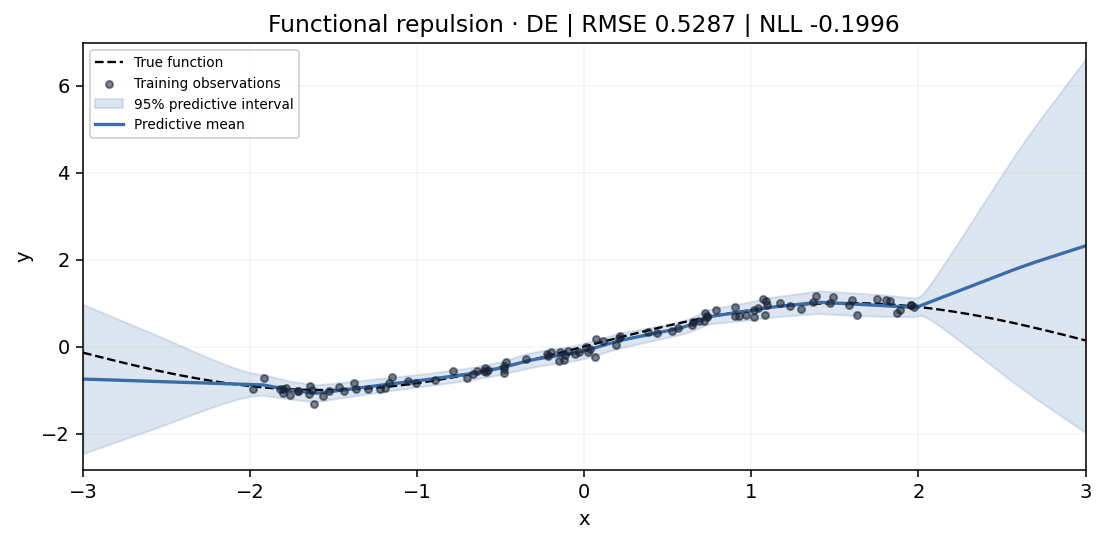 Functional repulsion · DE | RMSE 0.5287 | NLL -0.1996
True function
Training observations
95% predictive interval
Predictive mean
y
6
4
2
0
−2
−3
−2
−1
0
1
2
3
x